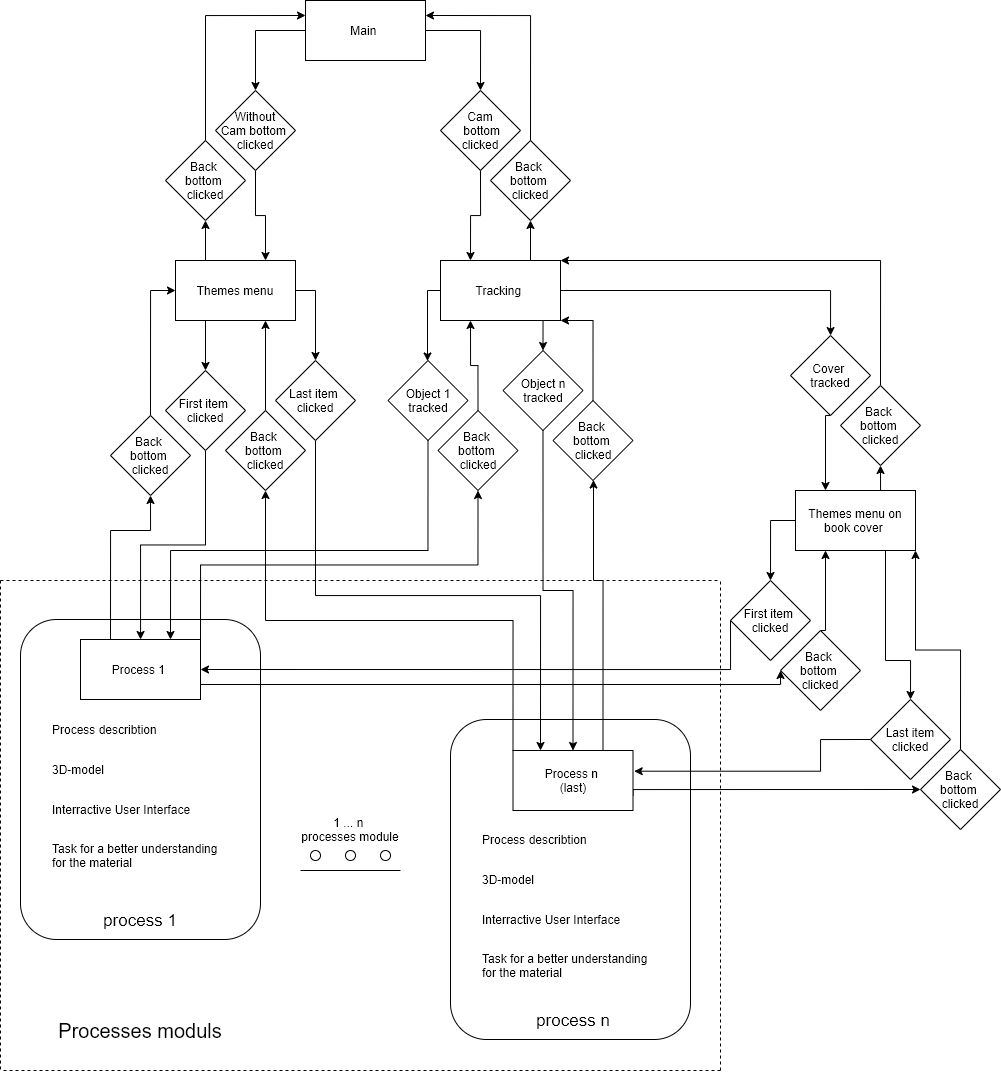 Main
Without
Cam bottom
clicked
Cam
bottom
clicked
Back
bottom
clicked
Back
bottom
clicked
Themes menu
Tracking
Cover
tracked
Back
bottom
clicked
First item
clicked
Last item
clicked
Object 1
tracked
Object n
tracked
Back
bottom
clicked
Back
bottom
clicked
Back
bottom
clicked
Back
bottom
clicked
Themes menu on
book cover
First item
clicked
Back
bottom
clicked
Last item
clicked
Back
bottom
clicked
Process 1
Process describtion
3D-model
Interractive User Interface
Task for a better understanding
for the material
process 1
1 ... n
processes module
Process n
(last)
Process describtion
3D-model
Interractive User Interface
Task for a better understanding
for the material
process n
Processes moduls